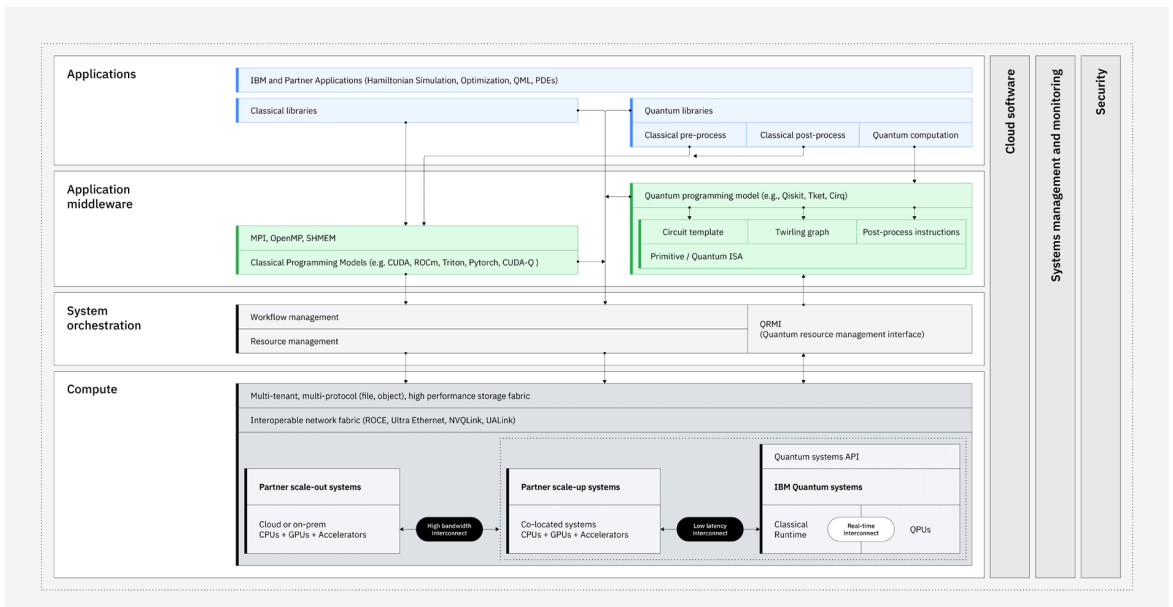 Applications
IBM and Partner Applications (Hamiltonian Simulation, Optimization, QML, PDEs)
Classical libraries
Quantum libraries
Classical pre-process
Classical post-process
Quantum computation
Application
middleware
Quantum programming model (e.g., Qiskit, Tket, Cirq)
Circuit template
Twirling graph
Post-process instructions
Primitive / Quantum ISA
MPI, OpenMP, SHMEM
Classical Programming Models (e.g. CUDA, ROCm, Triton, Pytorch, CUDA-Q )
System
orchestration
Workflow management
Resource management
QRMI
(Quantum resource management interface)
Compute
Multi-tenant, multi-protocol (file, object), high performance storage fabric
Interoperable network fabric (ROCE, Ultra Ethernet, NVQLink, UALink)
Partner scale-out systems
Cloud or on-prem
CPUs + GPUs + Accelerators
High bandwidth
interconnect
Partner scale-up systems
Co-located systems
CPUs + GPUs + Accelerators
Low latency
interconnect
Quantum systems API
IBM Quantum systems
Classical
Runtime
Real-time
interconnect
QPUs
Cloud software
Systems management and monitoring
Security